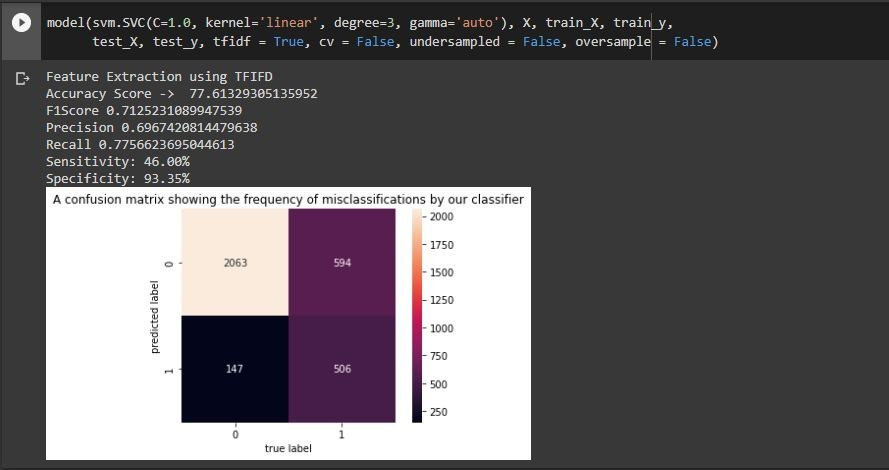 model(svm.SVC(C=1.0, kernel='linear', degree=3, gamma='auto'), X, train_X, train_y,
test_X, test_y, tfidf = True, cv = False, undersampled = False, oversample = False)
Feature Extraction using TFIFD
Accuracy Score -> 77.61329305135952
F1Score 0.7125231089947539
Precision 0.6967420814479638
Recall 0.7756623695044613
Sensitivity: 46.00%
Specificity: 93.35%
A confusion matrix showing the frequency of misclassifications by our classifier
2063 594
147 506
predicted label
0
1
0 1
true label
2000
1750
1500
1250
1000
750
500
250